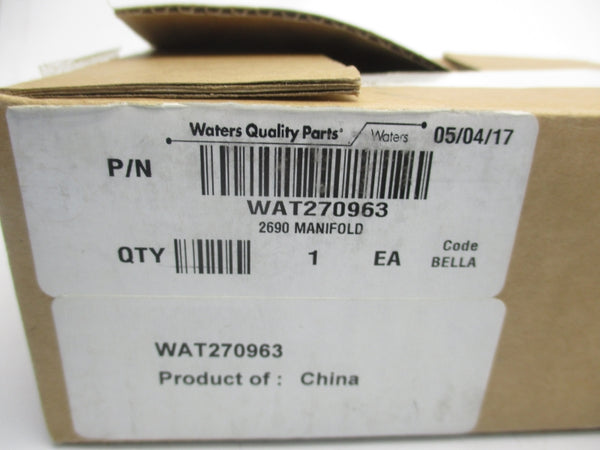 Waters Quality Parts® Waters 05/04/17
P/N
WAT270963
2690 MANIFOLD
QTY 1 EA Code
BELLA
WAT270963
Product of : China